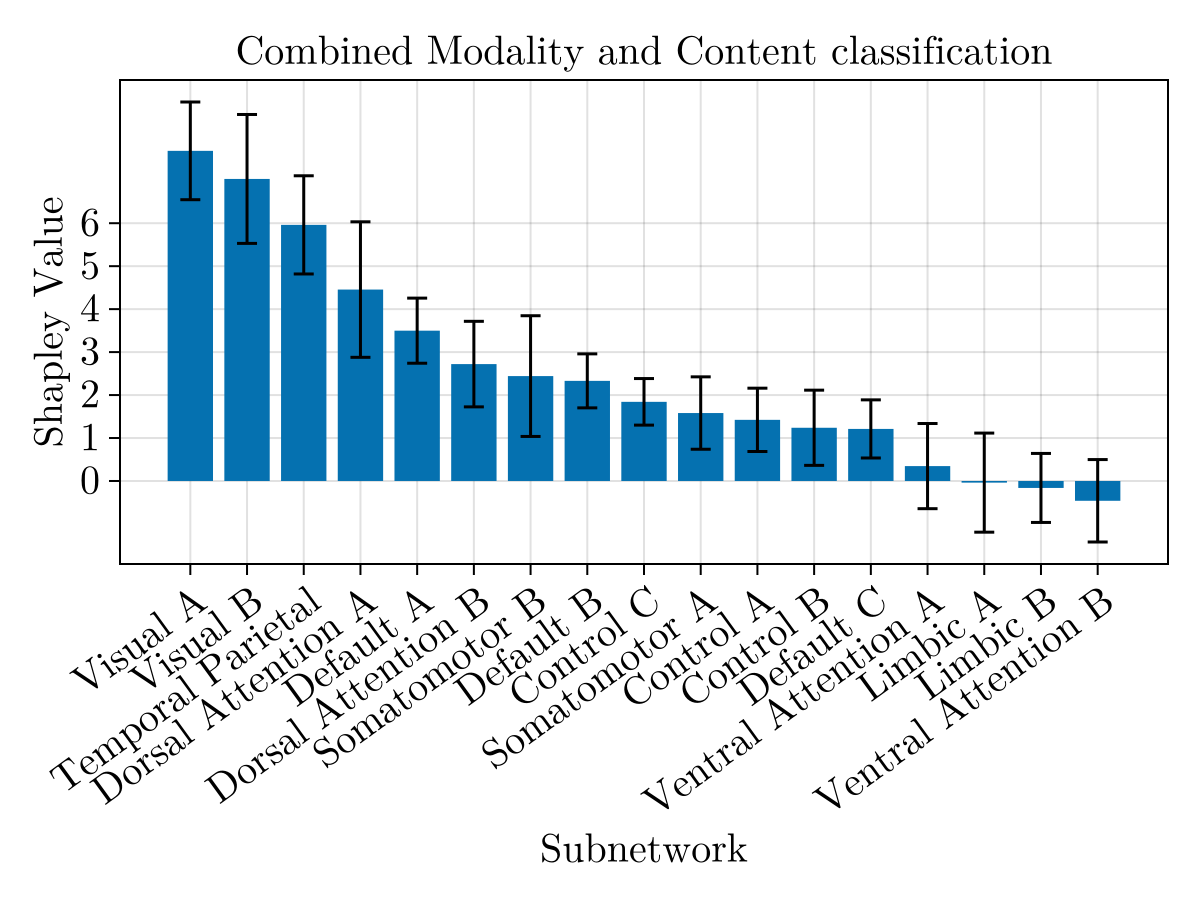 Combined Modality and Content classification
Shapley Value
6
5
4
3
2
1
0
Visual A
Visual B
Temporal Parietal
Dorsal Attention A
Default A
Dorsal Attention B
Somatomotor B
Default B
Control C
Somatomotor A
Control A
Control B
Default C
Ventral Attention A
Limbic A
Limbic B
Ventral Attention B
Subnetwork